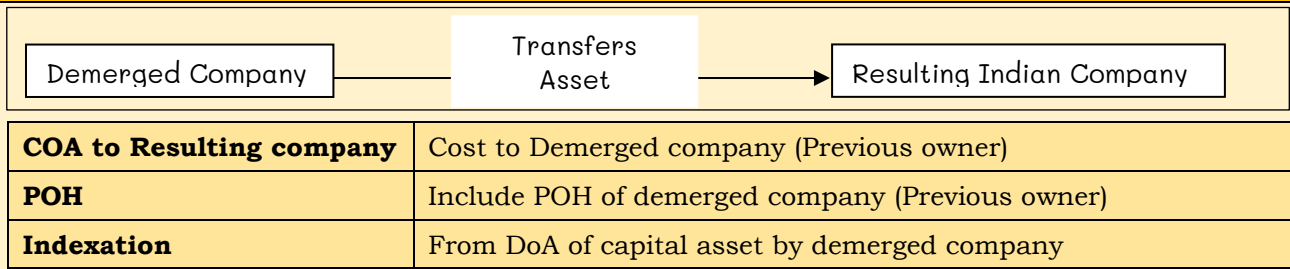 Demerged Company
Transfers
Asset
Resulting Indian Company
COA to Resulting company Cost to Demerged company (Previous owner)
POH Include POH of demerged company (Previous owner)
Indexation From DoA of capital asset by demerged company